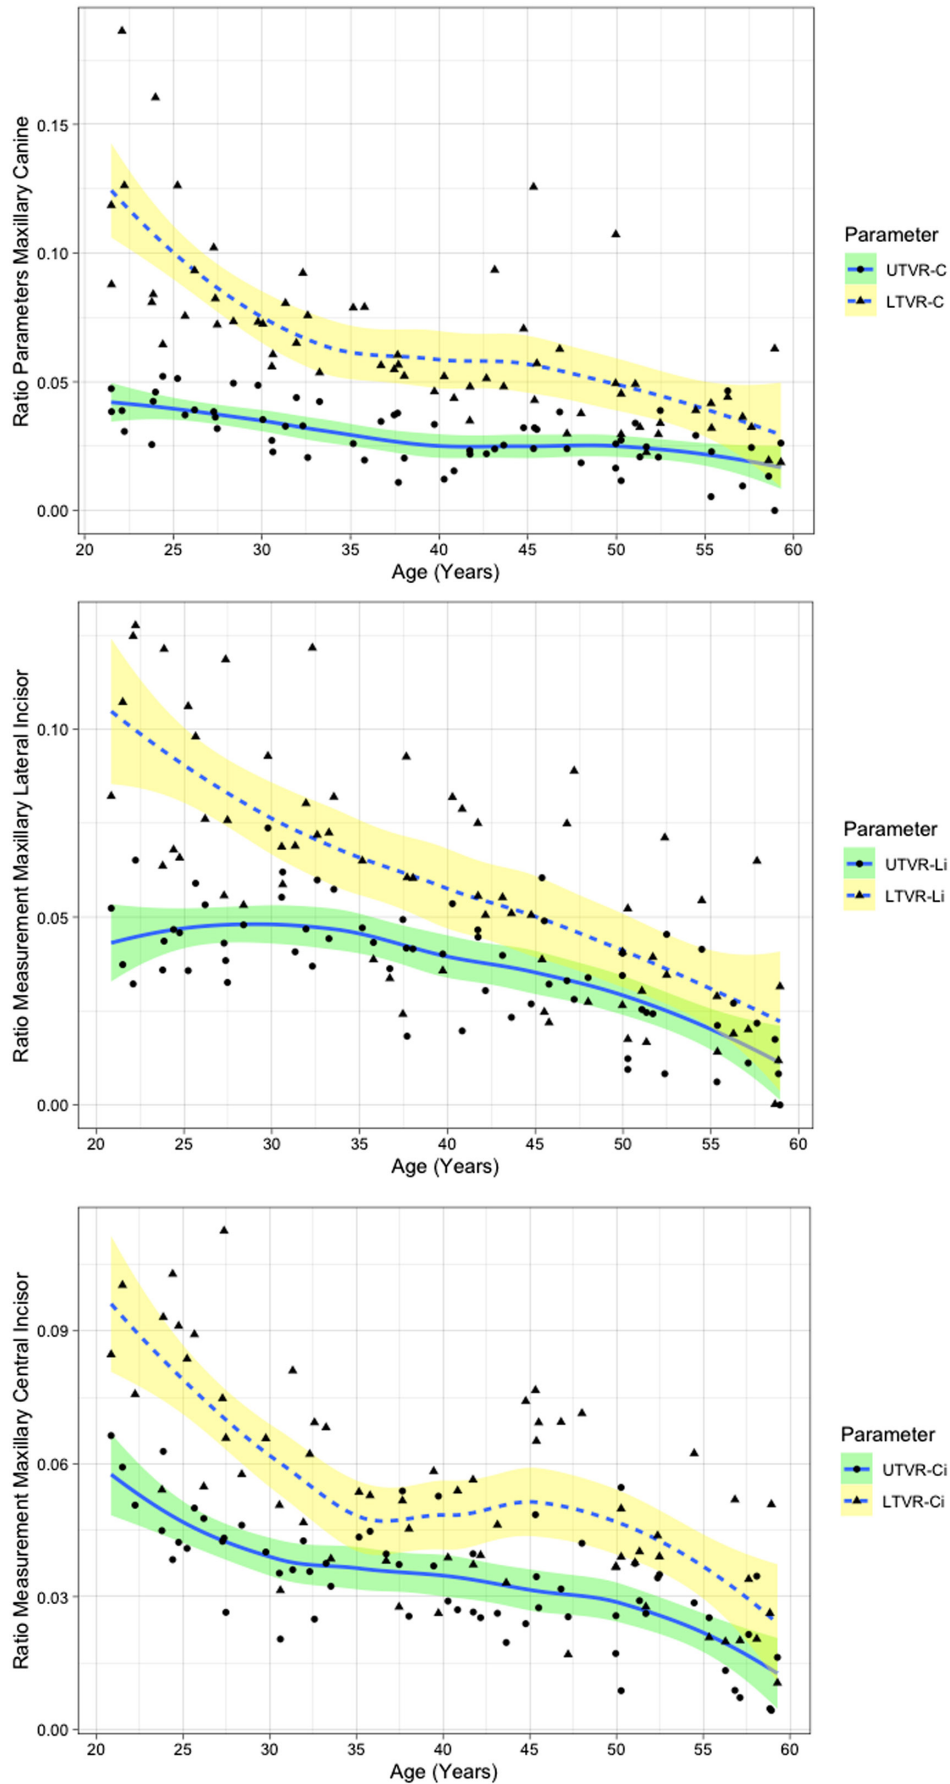 Ratio Parameters Maxillary Canine
0.15
0.10
0.05
0.00
20 25 30 35 40 45 50 55 60
Age (Years)
Parameter
UTVR-C
LTVR-C
Ratio Measurement Maxillary Lateral Incisor
0.10
0.05
0.00
20 25 30 35 40 45 50 55 60
Age (Years)
Parameter
UTVR-Li
LTVR-Li
Ratio Measurement Maxillary Central Incisor
0.09
0.06
0.03
0.00
20 25 30 35 40 45 50 55 60
Age (Years)
Parameter
UTVR-Ci
LTVR-Ci